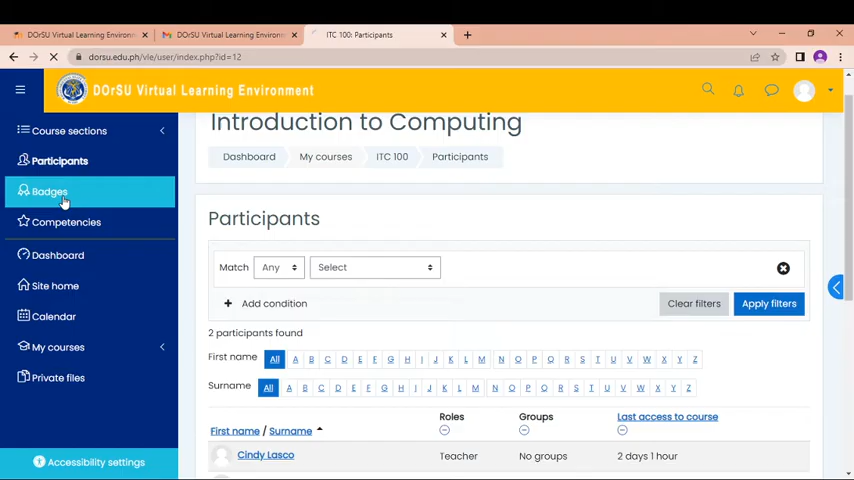 DOrSU Virtual Learning Environm
DOrSU Virtual Learning Environm
ITC 100: Participants
dorsu.edu.ph/vle/user/index.php?id=12
DOrSU Virtual Learning Environment
Course sections
Participants
Badges
Competencies
Dashboard
Site home
Calendar
My courses
Private files
Accessibility settings
Introduction to Computing
Dashboard My courses ITC 100 Participants
Participants
Match Any Select
Add condition Clear filters Apply filters
2 participants found
First name All A B C D E F G H I J K L M N O P Q R S T U V W X Y Z
Surname All A B C D E F G H I J K L M N O P Q R S T U V W X Y Z
First name / Surname Roles Groups Last access to course
Cindy Lasco Teacher No groups 2 days 1 hour